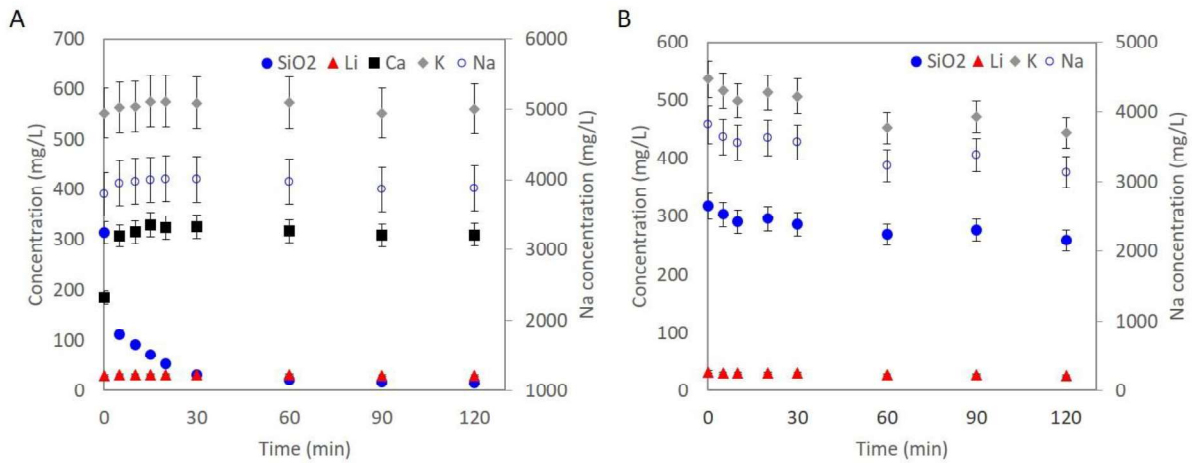 A
700
600
500
400
300
200
100
0
Concentration (mg/L)
SiO2 Li Ca K Na
6000
5000
4000
3000
2000
1000
Na concentration (mg/L)
0 30 60 90 120
Time (min)
B
600
500
400
300
200
100
0
Concentration (mg/L)
SiO2 Li K Na
5000
4000
3000
2000
1000
0
Na concentration (mg/L)
0 30 60 90 120
Time (min)